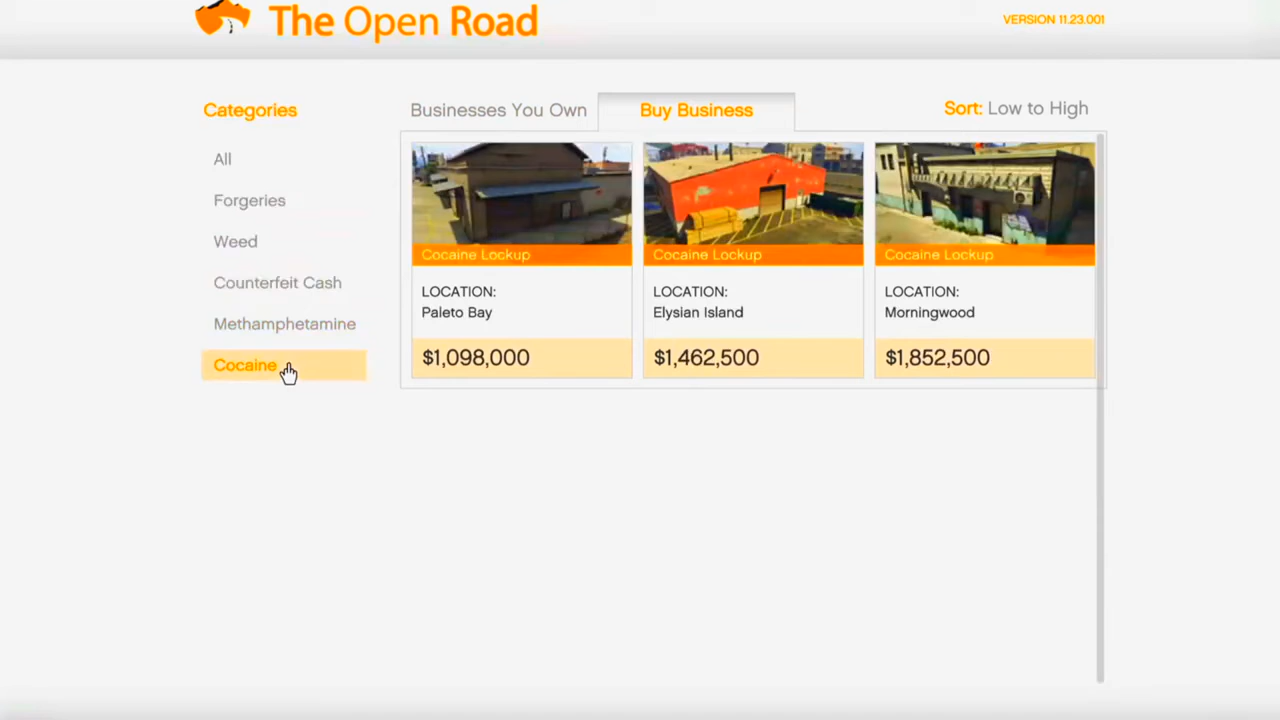 The Open Road
VERSION 11.23.001
Categories
Businesses You Own
Buy Business
Sort: Low to High
All
Forgeries
Weed
Counterfeit Cash
Methamphetamine
Cocaine
Cocaine Lockup
LOCATION:
Paleto Bay
$1,098,000
Cocaine Lockup
LOCATION:
Elysian Island
$1,462,500
Cocaine Lockup
LOCATION:
Morningwood
$1,852,500